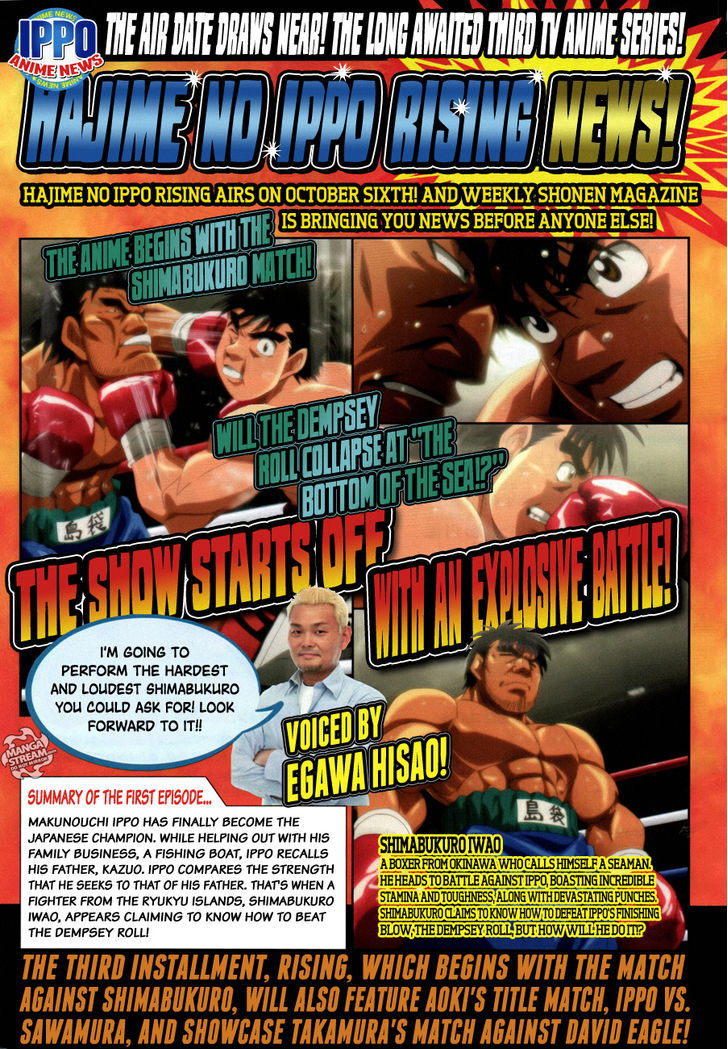 ANIME NEWS
IPPO
ANIME NEWS
ANIME NEWS
THE AIR DATE DRAWS NEAR! THE LONG AWAITED THIRD TV ANIME SERIES!
HAJIME NO IPPO RISING NEWS!
HAJIME NO IPPO RISING AIRS ON OCTOBER SIXTH! AND WEEKLY SHONEN MAGAZINE
IS BRINGING YOU NEWS BEFORE ANYONE ELSE!
THE ANIME BEGINS WITH THE
SHIMABUKURO MATCH!
WILL THE DEMPSEY
ROLL COLLAPSE AT "THE
BOTTOM OF THE SEA!?"
島袋
THE SHOW STARTS OFF
WITH AN EXPLOSIVE BATTLE!
I'M GOING TO
PERFORM THE HARDEST
AND LOUDEST SHIMABUKURO
YOU COULD ASK FOR! LOOK
FORWARD TO IT!!
VOICED BY
EGAWA HISAO!
MANGA
STREAM
DO NOT MIRROR
島袋
SUMMARY OF THE FIRST EPISODE...
MAKUNOUCHI IPPO HAS FINALLY BECOME THE
JAPANESE CHAMPION. WHILE HELPING OUT WITH HIS
FAMILY BUSINESS, A FISHING BOAT, IPPO RECALLS
HIS FATHER, KAZUO. IPPO COMPARES THE STRENGTH
THAT HE SEEKS TO THAT OF HIS FATHER. THAT'S WHEN A
FIGHTER FROM THE RYUKYU ISLANDS, SHIMABUKURO
IWAO, APPEARS CLAIMING TO KNOW HOW TO BEAT
THE DEMPSEY ROLL!
SHIMABUKURO IWAO
A BOXER FROM OKINAWA WHO CALLS HIMSELF A SEAMAN.
HE HEADS TO BATTLE AGAINST IPPO, BOASTING INCREDIBLE
STAMINA AND TOUGHNESS, ALONG WITH DEVASTATING PUNCHES.
SHIMABUKURO CLAIMS TO KNOW HOW TO DEFEAT IPPO'S FINISHING
BLOW, THE DEMPSEY ROLL, BUT HOW WILL HE DO IT!?
THE THIRD INSTALLMENT, RISING, WHICH BEGINS WITH THE MATCH
AGAINST SHIMABUKURO, WILL ALSO FEATURE AOKI'S TITLE MATCH, IPPO VS.
SAWAMURA, AND SHOWCASE TAKAMURA'S MATCH AGAINST DAVID EAGLE!